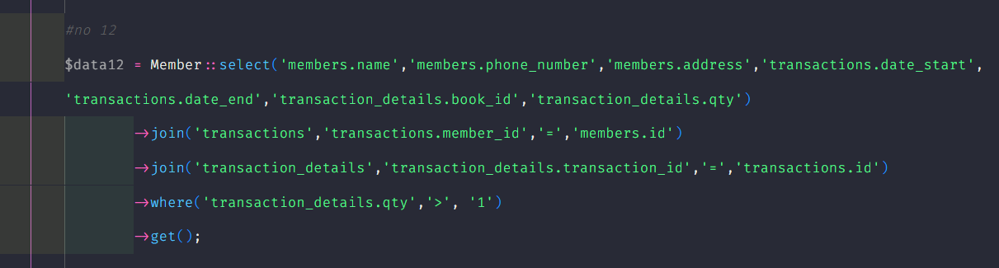 #no 12
$data12 = Member::select('members.name','members.phone_number','members.address','transactions.date_start',
'transactions.date_end','transaction_details.book_id','transaction_details.qty')
->join('transactions','transactions.member_id','=','members.id')
->join('transaction_details','transaction_details.transaction_id','=','transactions.id')
->where('transaction_details.qty','>', '1')
->get();